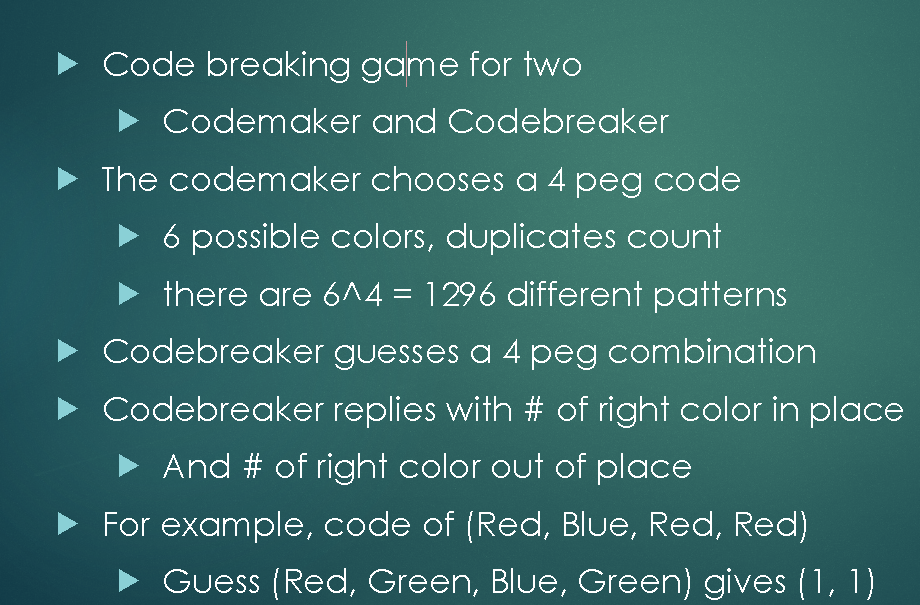 Code breaking game for two
Codemaker and Codebreaker
The codemaker chooses a 4 peg code
6 possible colors, duplicates count
there are 6^4 = 1296 different patterns
Codebreaker guesses a 4 peg combination
Codebreaker replies with # of right color in place
And # of right color out of place
For example, code of (Red, Blue, Red, Red)
Guess (Red, Green, Blue, Green) gives (1, 1)